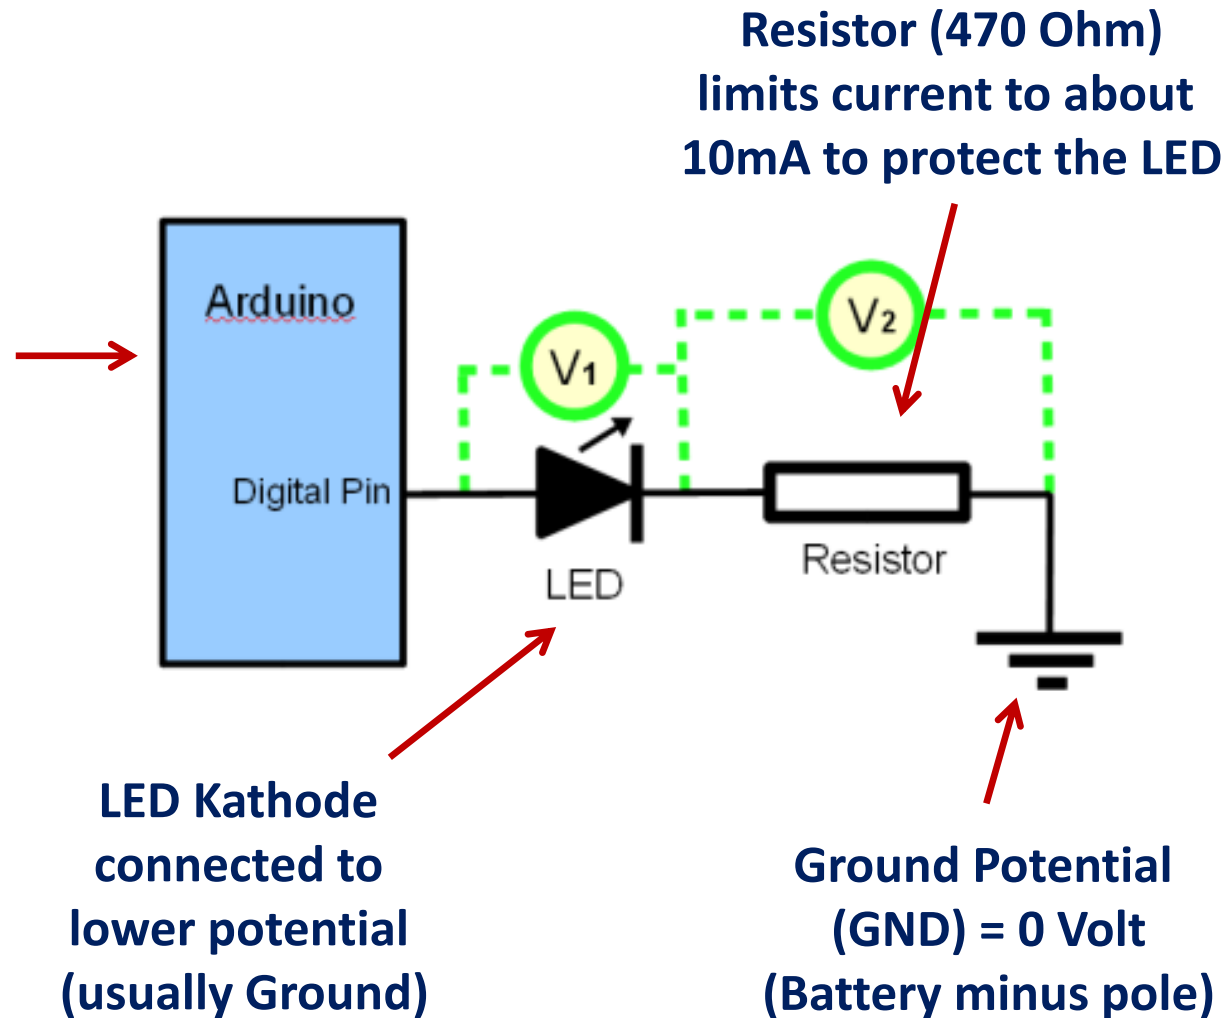 Resistor (470 Ohm)
limits current to about
10mA to protect the LED
Arduino
V1
V2
Digital Pin
LED
Resistor
LED Kathode
connected to
lower potential
(usually Ground)
Ground Potential
(GND) = 0 Volt
(Battery minus pole)